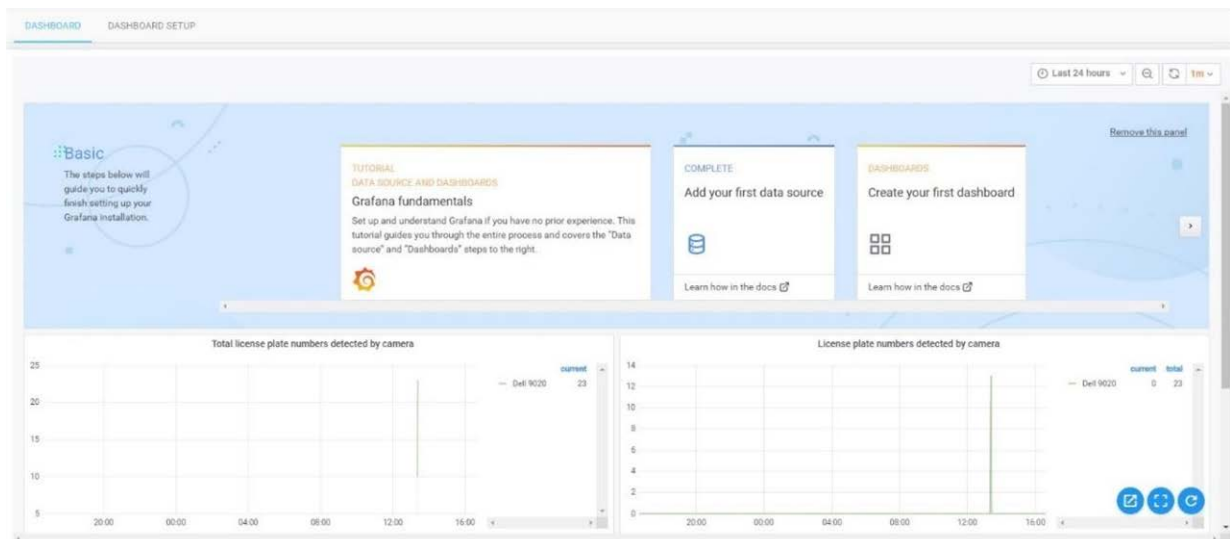 DASHBOARD DASHBOARD SETUP
Last 24 hours 1m
Remove this panel
Basic
The steps below will
guide you to quickly
finish setting up your
Grafana installation.
TUTORIAL
DATA SOURCE AND DASHBOARDS
Grafana fundamentals
Set up and understand Grafana if you have no prior experience. This
tutorial guides you through the entire process and covers the "Data
source" and "Dashboards" steps to the right.
COMPLETE
Add your first data source
Learn how in the docs
DASHBOARDS
Create your first dashboard
Learn how in the docs
Total license plate numbers detected by camera
25
20
15
10
5
20:00 00:00 04:00 08:00 12:00 16:00
current
Dell 9020 23
License plate numbers detected by camera
14
12
10
8
6
4
2
0
20:00 00:00 04:00 08:00 12:00 16:00
current total
Dell 9020 0 23